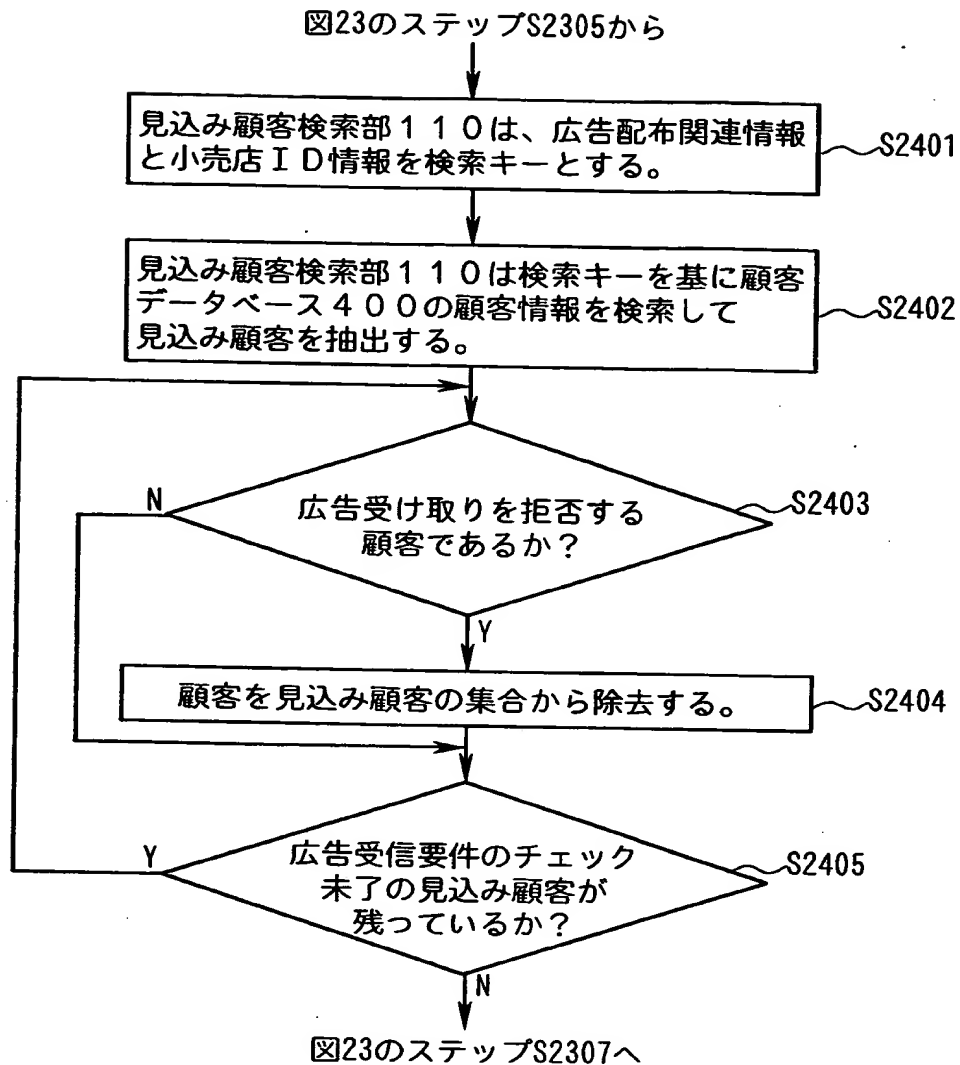 図23のステップS2305から
見込み顧客検索部110は、広告配布関連情報
と小売店ID情報を検索キーとする。
S2401
見込み顧客検索部110は検索キーを基に顧客
データベース400の顧客情報を検索して
見込み顧客を抽出する。
S2402
広告受け取りを拒否する
顧客であるか?
S2403
N
Y
顧客を見込み顧客の集合から除去する。
S2404
広告受信要件のチェック
未了の見込み顧客が
残っているか?
S2405
Y
N
図23のステップS2307へ